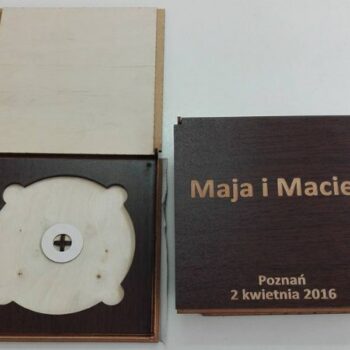 Maja i Macie
Poznań
2 kwietnia 2016